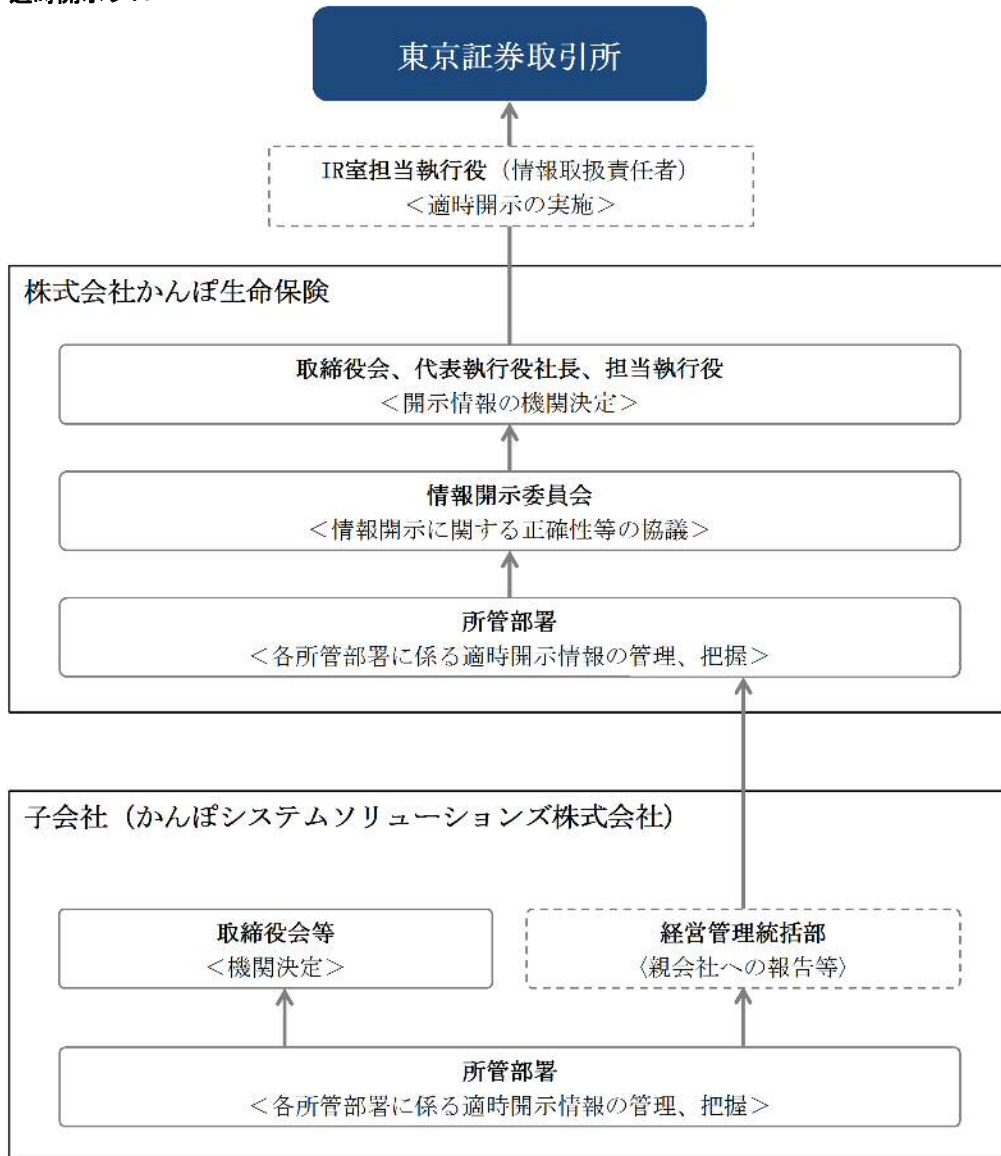 東京証券取引所
IR室担当執行役（情報取扱責任者）
＜適時開示の実施＞
株式会社かんぽ生命保険
取締役会、代表執行役社長、担当執行役
＜開示情報の機関決定＞
情報開示委員会
＜情報開示に関する正確性等の協議＞
所管部署
＜各所管部署に係る適時開示情報の管理、把握＞
子会社（かんぽシステムソリューションズ株式会社）
取締役会等
＜機関決定＞
経営管理統括部
〈親会社への報告等〉
所管部署
＜各所管部署に係る適時開示情報の管理、把握＞